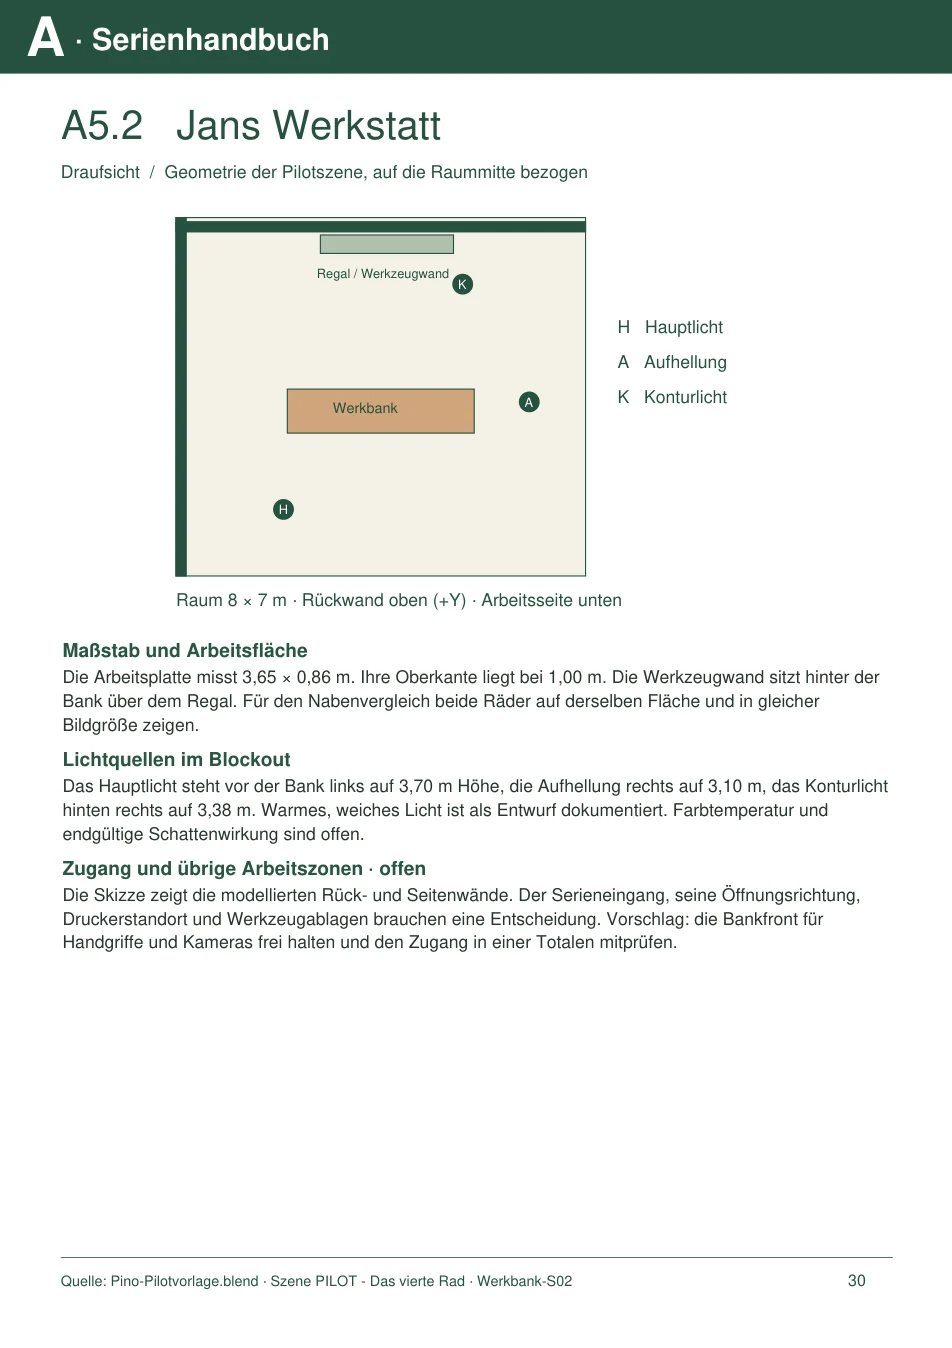 A · Serienhandbuch
A5.2 Jans Werkstatt
Draufsicht / Geometrie der Pilotszene, auf die Raummitte bezogen
Regal / Werkzeugwand
K
H Hauptlicht
A Aufhellung
K Konturlicht
Werkbank
A
H
Raum 8 × 7 m · Rückwand oben (+Y) · Arbeitsseite unten
Maßstab und Arbeitsfläche
Die Arbeitsplatte misst 3,65 × 0,86 m. Ihre Oberkante liegt bei 1,00 m. Die Werkzeugwand sitzt hinter der
Bank über dem Regal. Für den Nabenvergleich beide Räder auf derselben Fläche und in gleicher
Bildgröße zeigen.
Lichtquellen im Blockout
Das Hauptlicht steht vor der Bank links auf 3,70 m Höhe, die Aufhellung rechts auf 3,10 m, das Konturlicht
hinten rechts auf 3,38 m. Warmes, weiches Licht ist als Entwurf dokumentiert. Farbtemperatur und
endgültige Schattenwirkung sind offen.
Zugang und übrige Arbeitszonen · offen
Die Skizze zeigt die modellierten Rück- und Seitenwände. Der Serieneingang, seine Öffnungsrichtung,
Druckerstandort und Werkzeugablagen brauchen eine Entscheidung. Vorschlag: die Bankfront für
Handgriffe und Kameras frei halten und den Zugang in einer Totalen mitprüfen.
Quelle: Pino-Pilotvorlage.blend · Szene PILOT - Das vierte Rad · Werkbank-S02
30